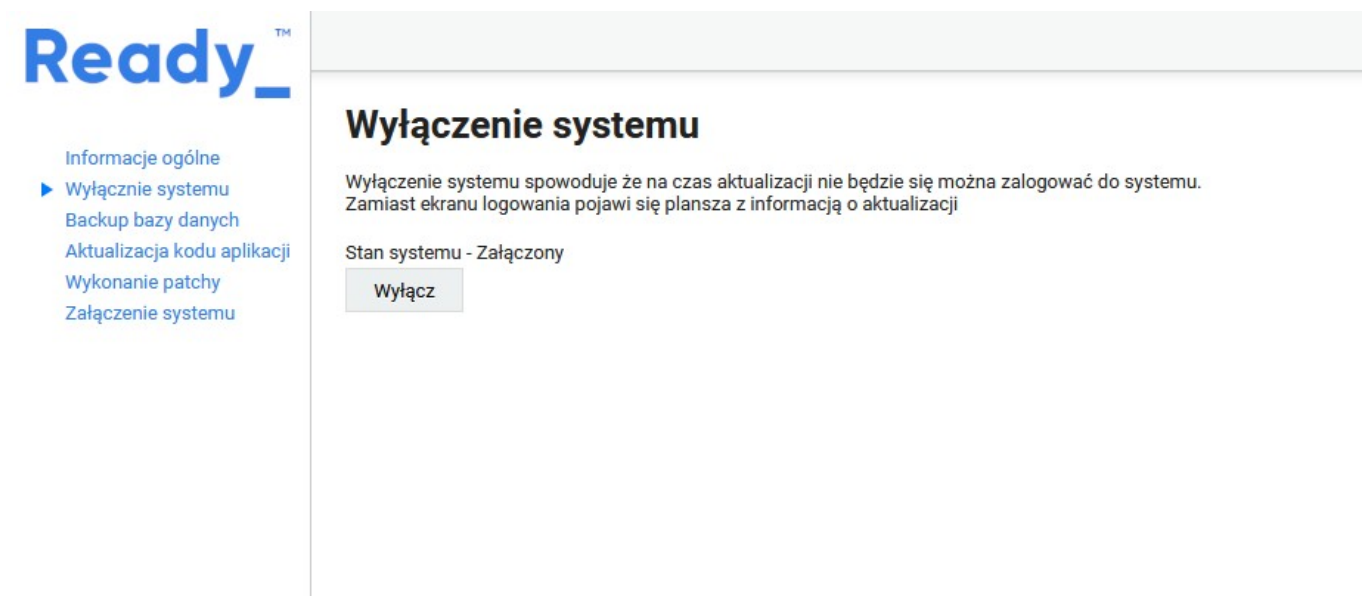 Ready_™
Informacje ogólne
Wyłącznie systemu
Backup bazy danych
Aktualizacja kodu aplikacji
Wykonanie patchy
Załączenie systemu
Wyłączenie systemu
Wyłączenie systemu spowoduje że na czas aktualizacji nie będzie się można zalogować do systemu.
Zamiast ekranu logowania pojawi się plansza z informacją o aktualizacji
Stan systemu - Załączony
Wyłącz